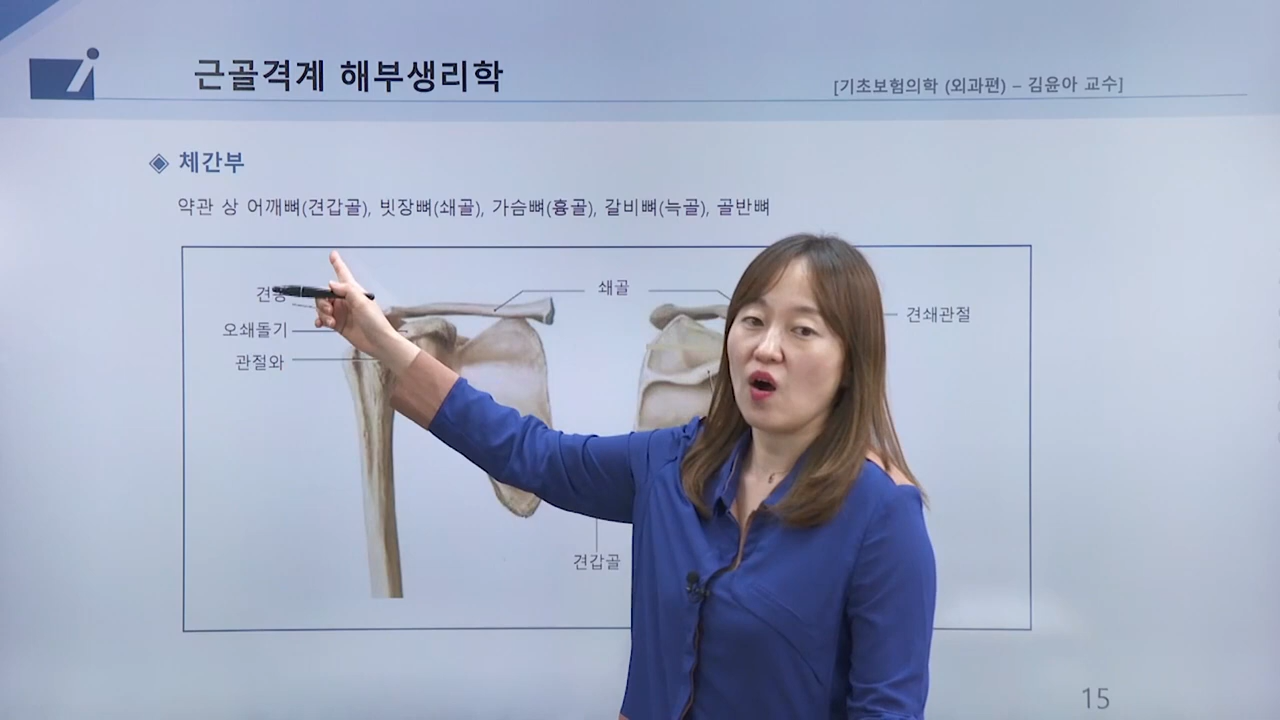 근골격계 해부생리학
[기초보험의학 (외과편) – 김윤아 교수]
◈ 체간부
약관 상 어깨뼈(견갑골), 빗장뼈(쇄골), 가슴뼈(흉골), 갈비뼈(늑골), 골반뼈
쇄골
견쇄관절
오쇄돌기
관절와
견갑골
15